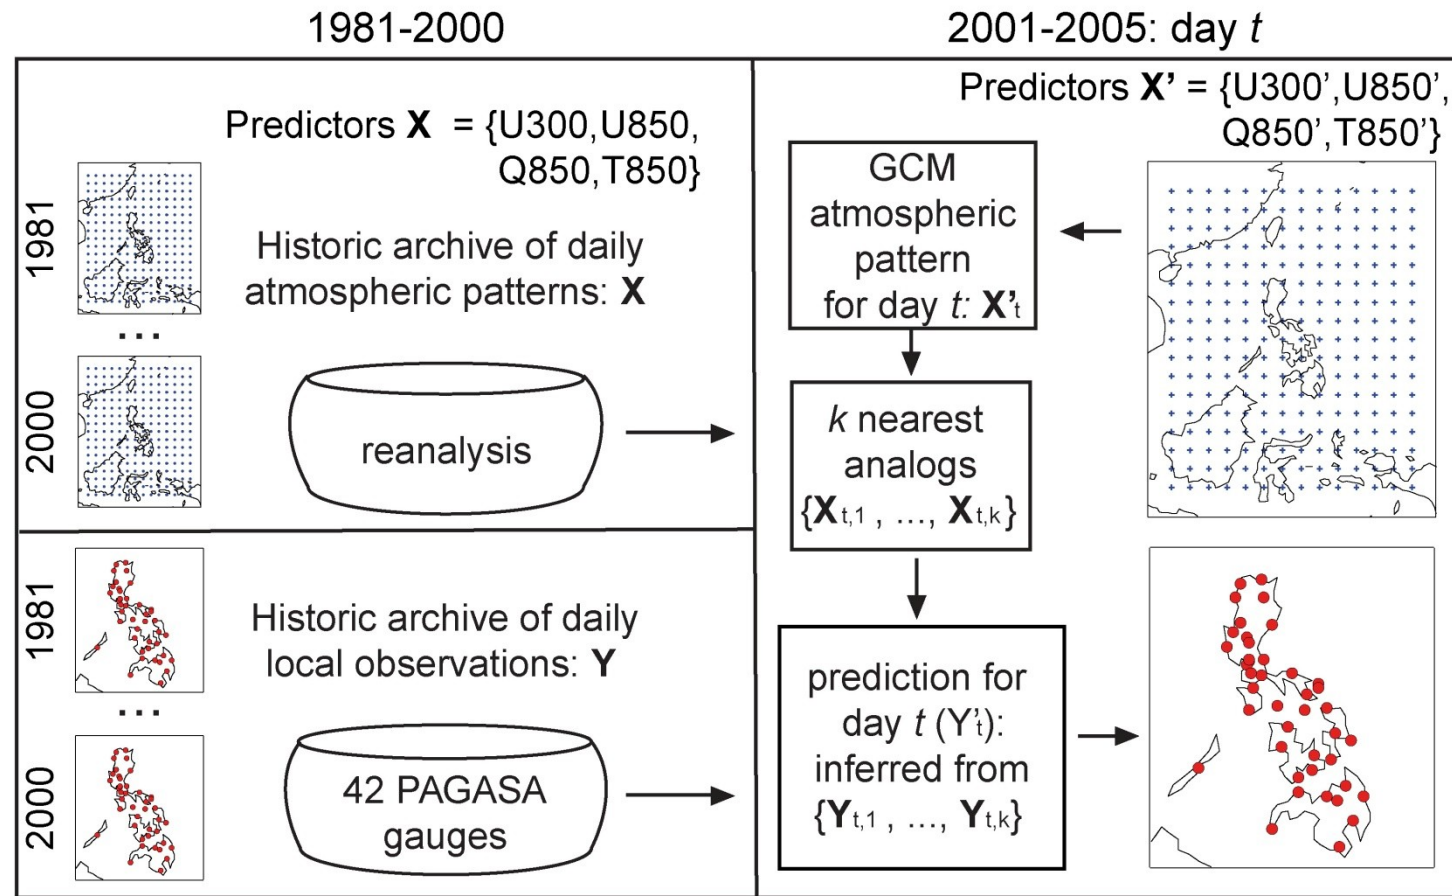 1981-2000
Predictors X = {U300,U850,
Q850,T850}
1981
Historic archive of daily
atmospheric patterns: X
...
2000
reanalysis
1981
Historic archive of daily
local observations: Y
...
2000
42 PAGASA
gauges
2001-2005: day t
Predictors X’ = {U300’,U850’,
Q850’,T850’}
GCM
atmospheric
pattern
for day t: X’t
k nearest
analogs
{Xt,1 , ..., Xt,k}
prediction for
day t (Y’t):
inferred from
{Yt,1 , ..., Yt,k}